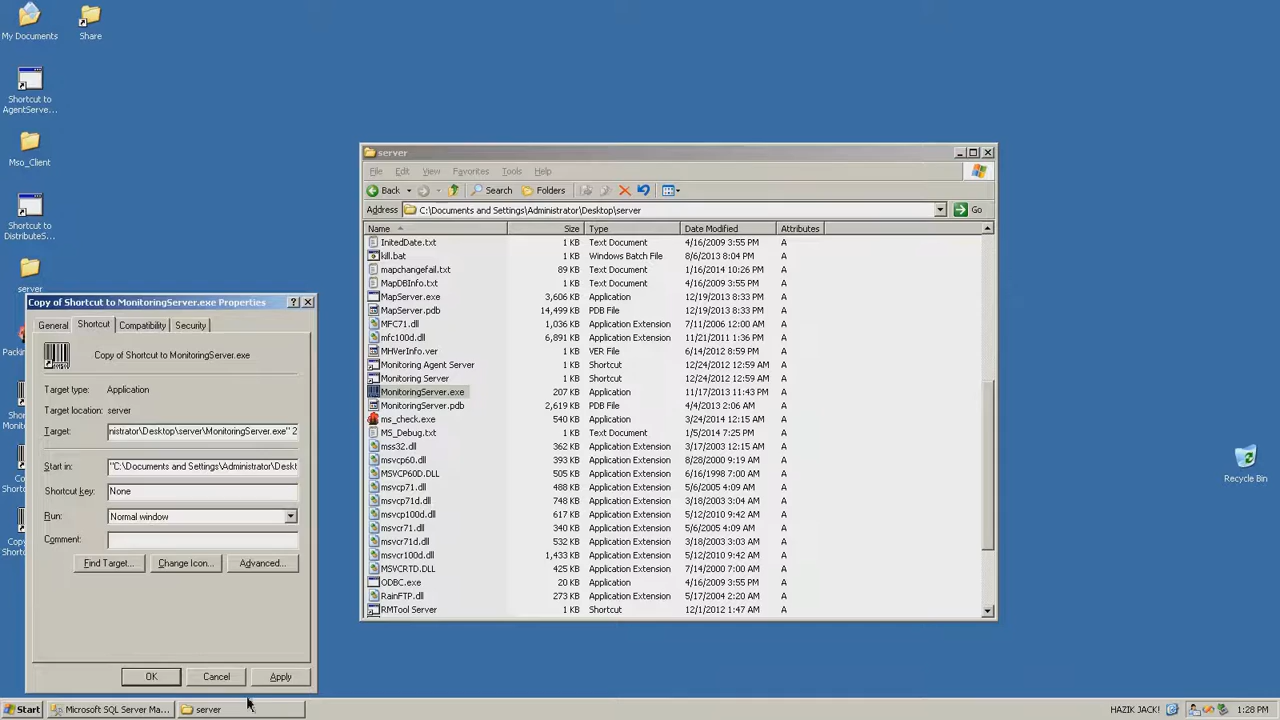 My Documents
Share
Shortcut to
AgentServe...
Mso_Client
Shortcut to
DistributeS...
server
server
File Edit View Favorites Tools Help
Back Search Folders
Address C:\Documents and Settings\Administrator\Desktop\server Go
Name Size Type Date Modified Attributes
InitedDate.txt 1 KB Text Document 4/16/2009 3:55 PM A
kill.bat 1 KB Windows Batch File 8/6/2013 8:04 PM A
mapchangefail.txt 89 KB Text Document 1/16/2014 10:26 PM A
MapDBInfo.txt 1 KB Text Document 4/16/2009 3:55 PM A
MapServer.exe 3,606 KB Application 12/19/2013 8:33 PM A
MapServer.pdb 14,499 KB PDB File 12/19/2013 8:33 PM A
MFC71.dll 1,036 KB Application Extension 7/11/2006 12:00 AM A
mfc100d.dll 6,891 KB Application Extension 11/21/2011 1:36 PM A
MHVerInfo.ver 1 KB VER File 6/14/2012 8:59 PM A
Monitoring Agent Server 1 KB Shortcut 12/24/2012 12:59 AM A
Monitoring Server 1 KB Shortcut 12/24/2012 12:59 AM A
MonitoringServer.exe 207 KB Application 11/17/2013 11:43 PM A
MonitoringServer.pdb 2,619 KB PDB File 4/4/2013 2:06 AM A
ms_check.exe 92 KB Application 3/24/2014 12:15 AM A
MS_Debug.txt 1 KB Text Document 1/5/2014 7:25 PM A
mss32.dll 362 KB Application Extension 3/17/2003 12:15 AM A
msvcp60.dll 393 KB Application Extension 8/28/2000 9:19 AM A
MSVCP60D.DLL 488 KB Application Extension 6/16/1998 7:00 AM A
msvcp71.dll 488 KB Application Extension 5/6/2005 4:09 AM A
msvcp71d.dll 748 KB Application Extension 3/18/2003 3:04 AM A
msvcp100d.dll 617 KB Application Extension 5/12/2010 9:42 AM A
msvcr71.dll 340 KB Application Extension 5/6/2005 4:09 AM A
msvcr71d.dll 532 KB Application Extension 3/18/2003 3:04 AM A
msvcr100d.dll 1,433 KB Application Extension 5/12/2010 9:42 AM A
MSVCRTD.DLL 425 KB Application Extension 7/14/2000 7:00 AM A
ODBC.exe 20 KB Application 4/16/2009 3:55 PM A
RainFTP.dll 273 KB Application Extension 5/17/2004 2:20 AM A
RMTool Server 1 KB Shortcut 12/1/2012 1:47 AM A
Copy of Shortcut to MonitoringServer.exe Properties
General Shortcut Compatibility Security
Copy of Shortcut to MonitoringServer.exe
Target type: Application
Target location: server
Target: nistrator\Desktop\server\MonitoringServer.exe" 2
Start in: "C:\Documents and Settings\Administrator\Deskt
Shortcut key: None
Run: Normal window
Comment:
Find Target... Change Icon... Advanced...
OK Cancel Apply
Recycle Bin
Start Microsoft SQL Server Ma... server HAZIK JACK! 1:28 PM